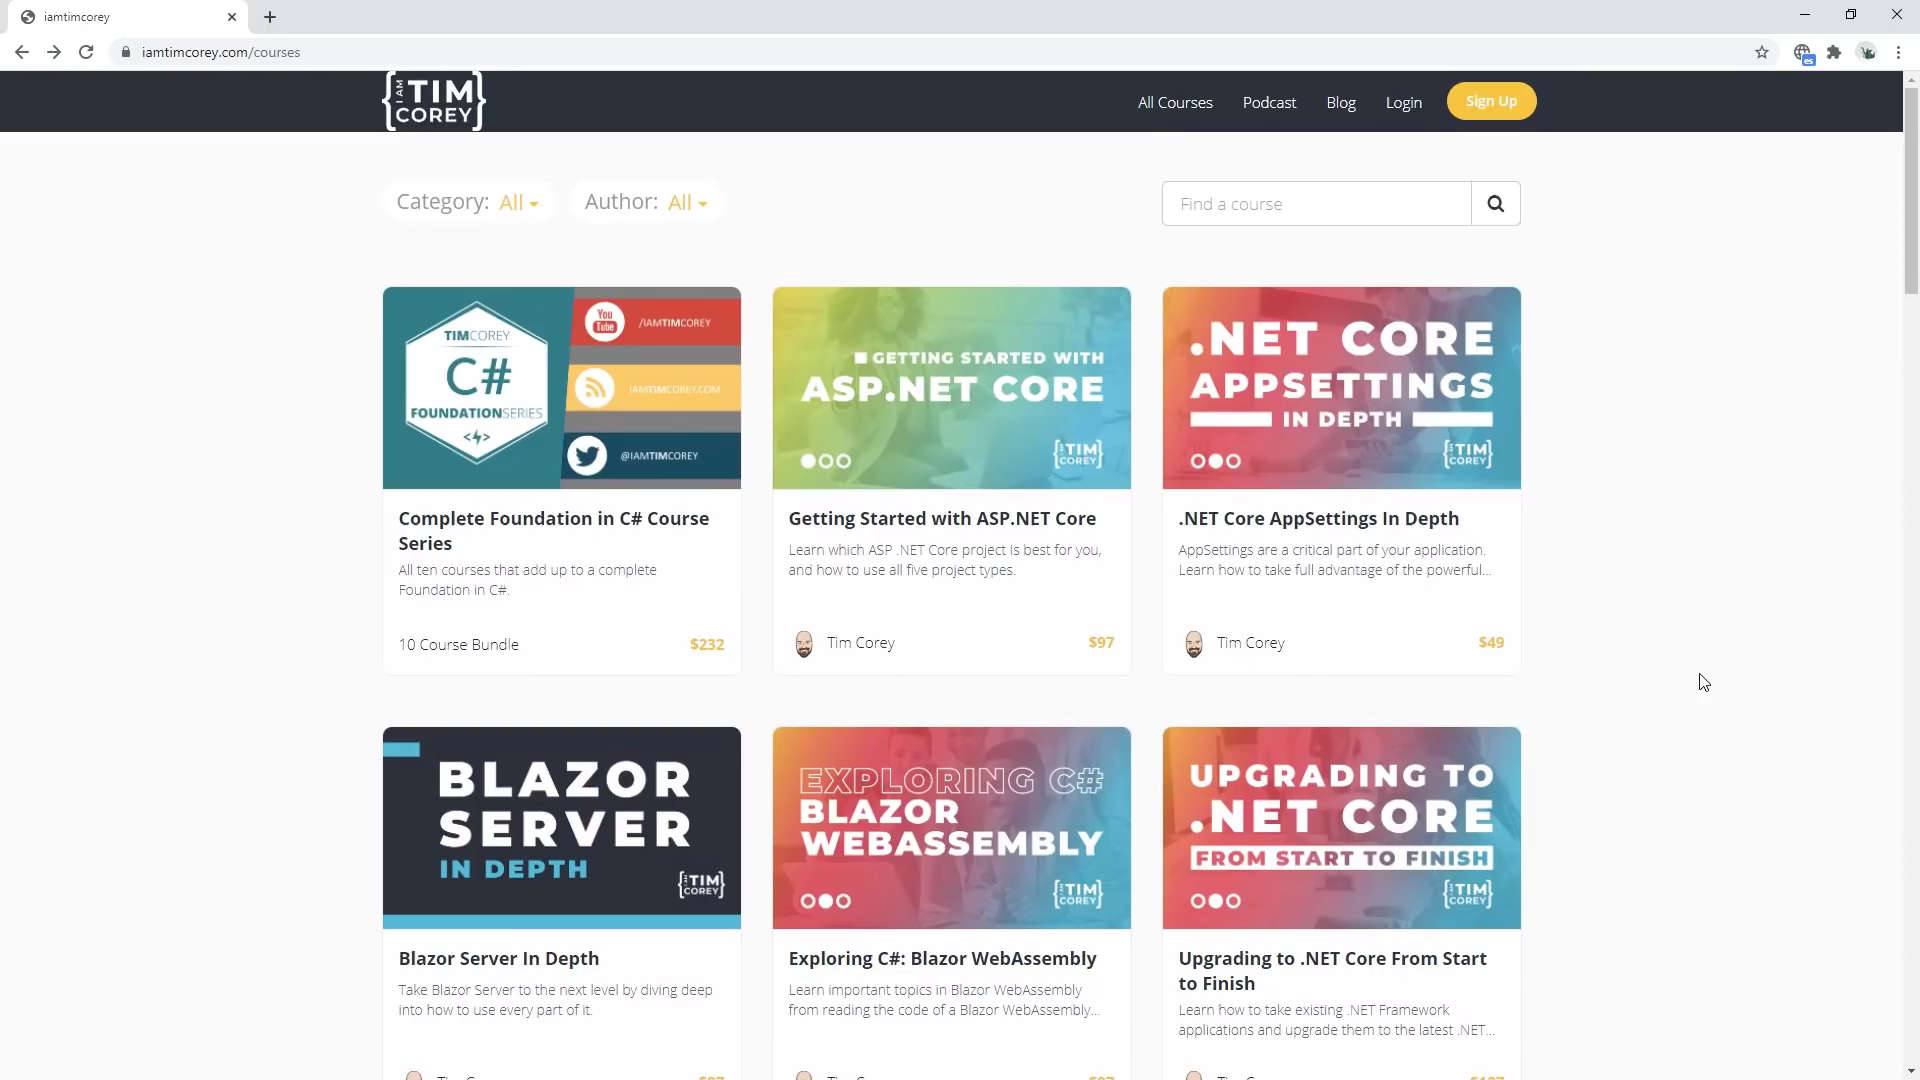 iamtimcorey
iamtimcorey.com/courses
es
I AM
TIM
COREY
All Courses
Podcast
Blog
Login
Sign Up
Category: All
Author: All
Find a course
TIMCOREY
C#
FOUNDATIONSERIES
You
Tube
/IAMTIMCOREY
IAMTIMCOREY.COM
@IAMTIMCOREY
GETTING STARTED WITH
ASP.NET CORE
TIM
COREY
.NET CORE
APPSETTINGS
IN DEPTH
TIM
COREY
Complete Foundation in C# Course
Series
All ten courses that add up to a complete
Foundation in C#.
10 Course Bundle
$232
Getting Started with ASP.NET Core
Learn which ASP .NET Core project is best for you,
and how to use all five project types.
Tim Corey
$97
.NET Core AppSettings In Depth
AppSettings are a critical part of your application.
Learn how to take full advantage of the powerful...
Tim Corey
$49
BLAZOR
SERVER
IN DEPTH
TIM
COREY
EXPLORING C#
BLAZOR
WEBASSEMBLY
TIM
COREY
UPGRADING TO
.NET CORE
FROM START TO FINISH
TIM
COREY
Blazor Server In Depth
Take Blazor Server to the next level by diving deep
into how to use every part of it.
Exploring C#: Blazor WebAssembly
Learn important topics in Blazor WebAssembly
from reading the code of a Blazor WebAssembly...
Upgrading to .NET Core From Start
to Finish
Learn how to take existing .NET Framework
applications and upgrade them to the latest .NET...